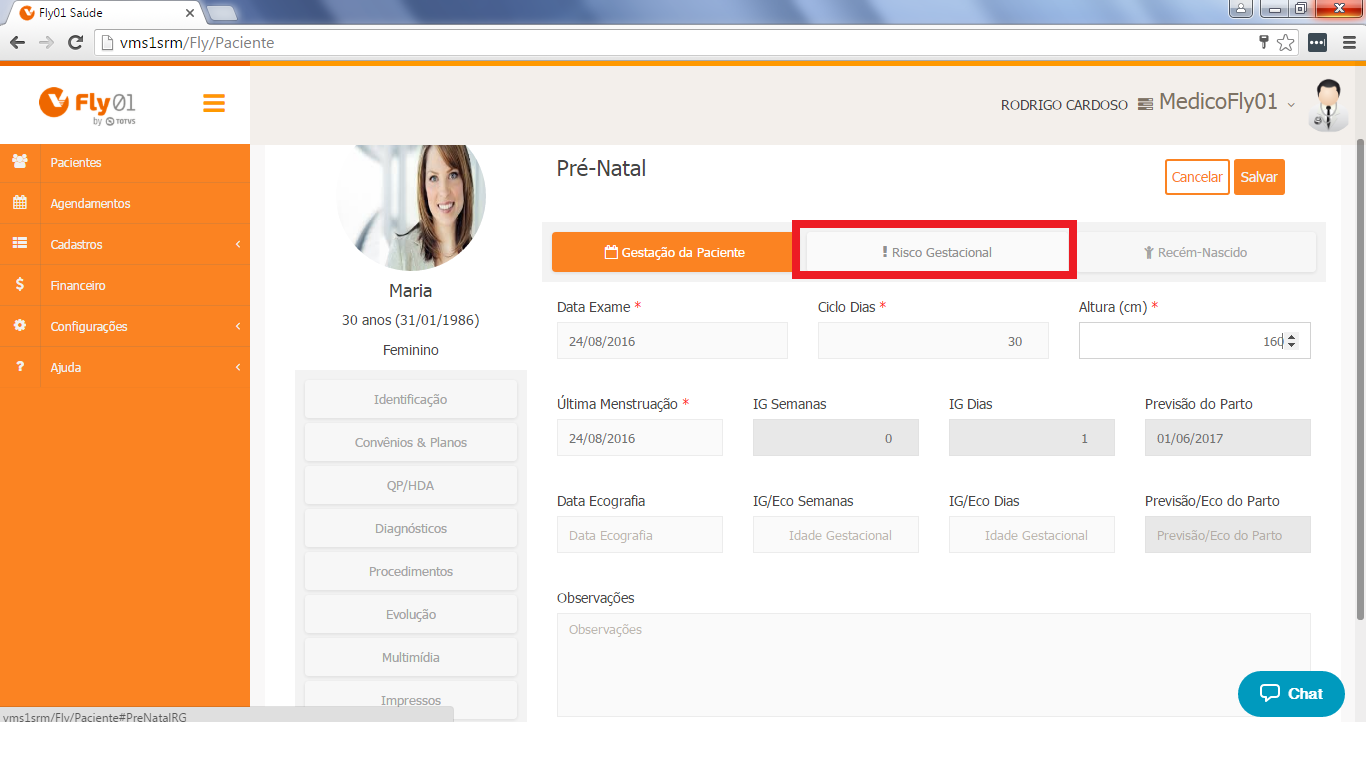 Fly01 Saúde
vms1srm/Fly/Paciente
Fly01
by TOTVS
RODRIGO CARDOSO MedicoFly01
Pacientes
Agendamentos
Cadastros
Financeiro
Configurações
Ajuda
Maria
30 anos (31/01/1986)
Feminino
Identificação
Convênios & Planos
QP/HDA
Diagnósticos
Procedimentos
Evolução
Multimídia
Impressos
Pré-Natal
Cancelar Salvar
Gestação da Paciente Risco Gestacional Recém-Nascido
Data Exame * Ciclo Dias * Altura (cm) *
24/08/2016 30 160
Última Menstruação * IG Semanas IG Dias Previsão do Parto
24/08/2016 0 1 01/06/2017
Data Ecografia IG/Eco Semanas IG/Eco Dias Previsão/Eco do Parto
Data Ecografia Idade Gestacional Idade Gestacional Previsão/Eco do Parto
Observações
Observações
Chat
vms1srm/Fly/Paciente#PreNatalRG